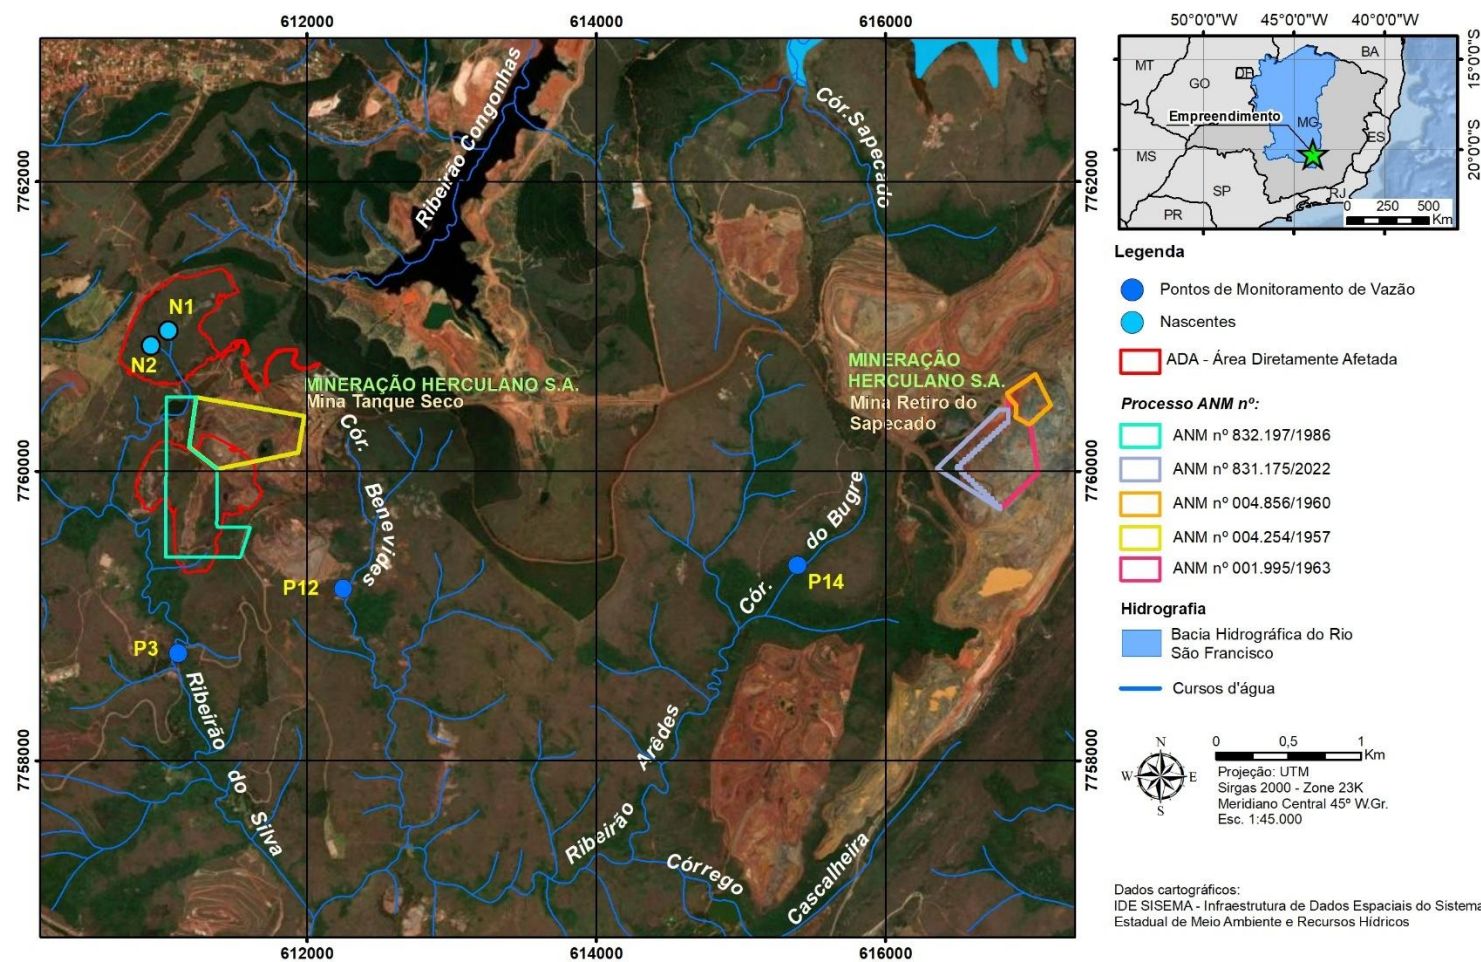 612000
614000
616000
7762000
7760000
7758000
Ribeirão Congonhas
Cór. Sapecado
N1
N2
MINERAÇÃO HERCULANO S.A.
Mina Tanque Seco
MINERAÇÃO
HERCULANO S.A.
Mina Retiro do
Sapecado
Cór.
Benevides
Cór.
do Bugre
P12
P14
P3
Ribeirão
do
Silva
Ribeirão
Arêdes
Córrego
Cascalheira
7762000
7760000
7758000
612000
614000
616000
50°0'0"W
45°0'0"W
40°0'0"W
15°0'0"S
20°0'0"S
MT
GO
DF
BA
Empreendimento
MG
ES
MS
SP
RJ
PR
0 250 500
Km
Legenda
Pontos de Monitoramento de Vazão
Nascentes
ADA - Área Diretamente Afetada
Processo ANM nº:
ANM nº 832.197/1986
ANM nº 831.175/2022
ANM nº 004.856/1960
ANM nº 004.254/1957
ANM nº 001.995/1963
Hidrografia
Bacia Hidrográfica do Rio
São Francisco
Cursos d'água
N
W
E
S
0 0,5 1
Km
Projeção: UTM
Sirgas 2000 - Zone 23K
Meridiano Central 45º W.Gr.
Esc. 1:45.000
Dados cartográficos:
IDE SISEMA - Infraestrutura de Dados Espaciais do Sistema
Estadual de Meio Ambiente e Recursos Hídricos